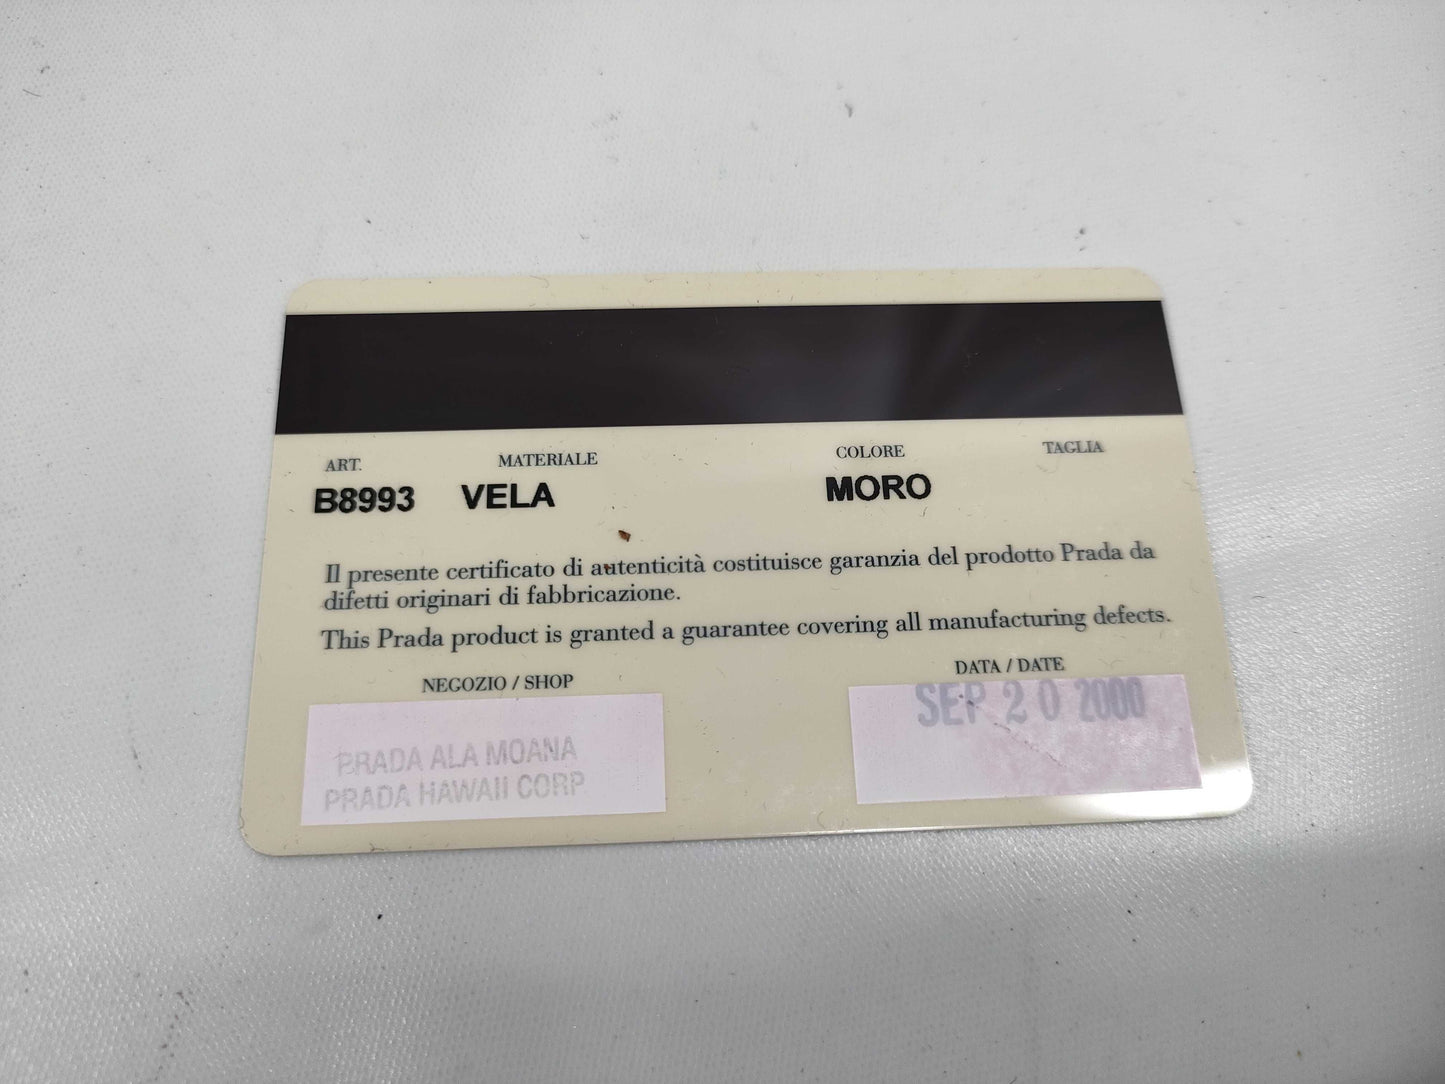 ART. MATERIALE COLORE TAGLIA
B8993 VELA MORO
Il presente certificato di autenticità costituisce garanzia del prodotto Prada da
difetti originari di fabbricazione.
This Prada product is granted a guarantee covering all manufacturing defects.
NEGOZIO / SHOP
PRADA ALA MOANA
PRADA HAWAII CORP
DATA / DATE
SEP 20 2000